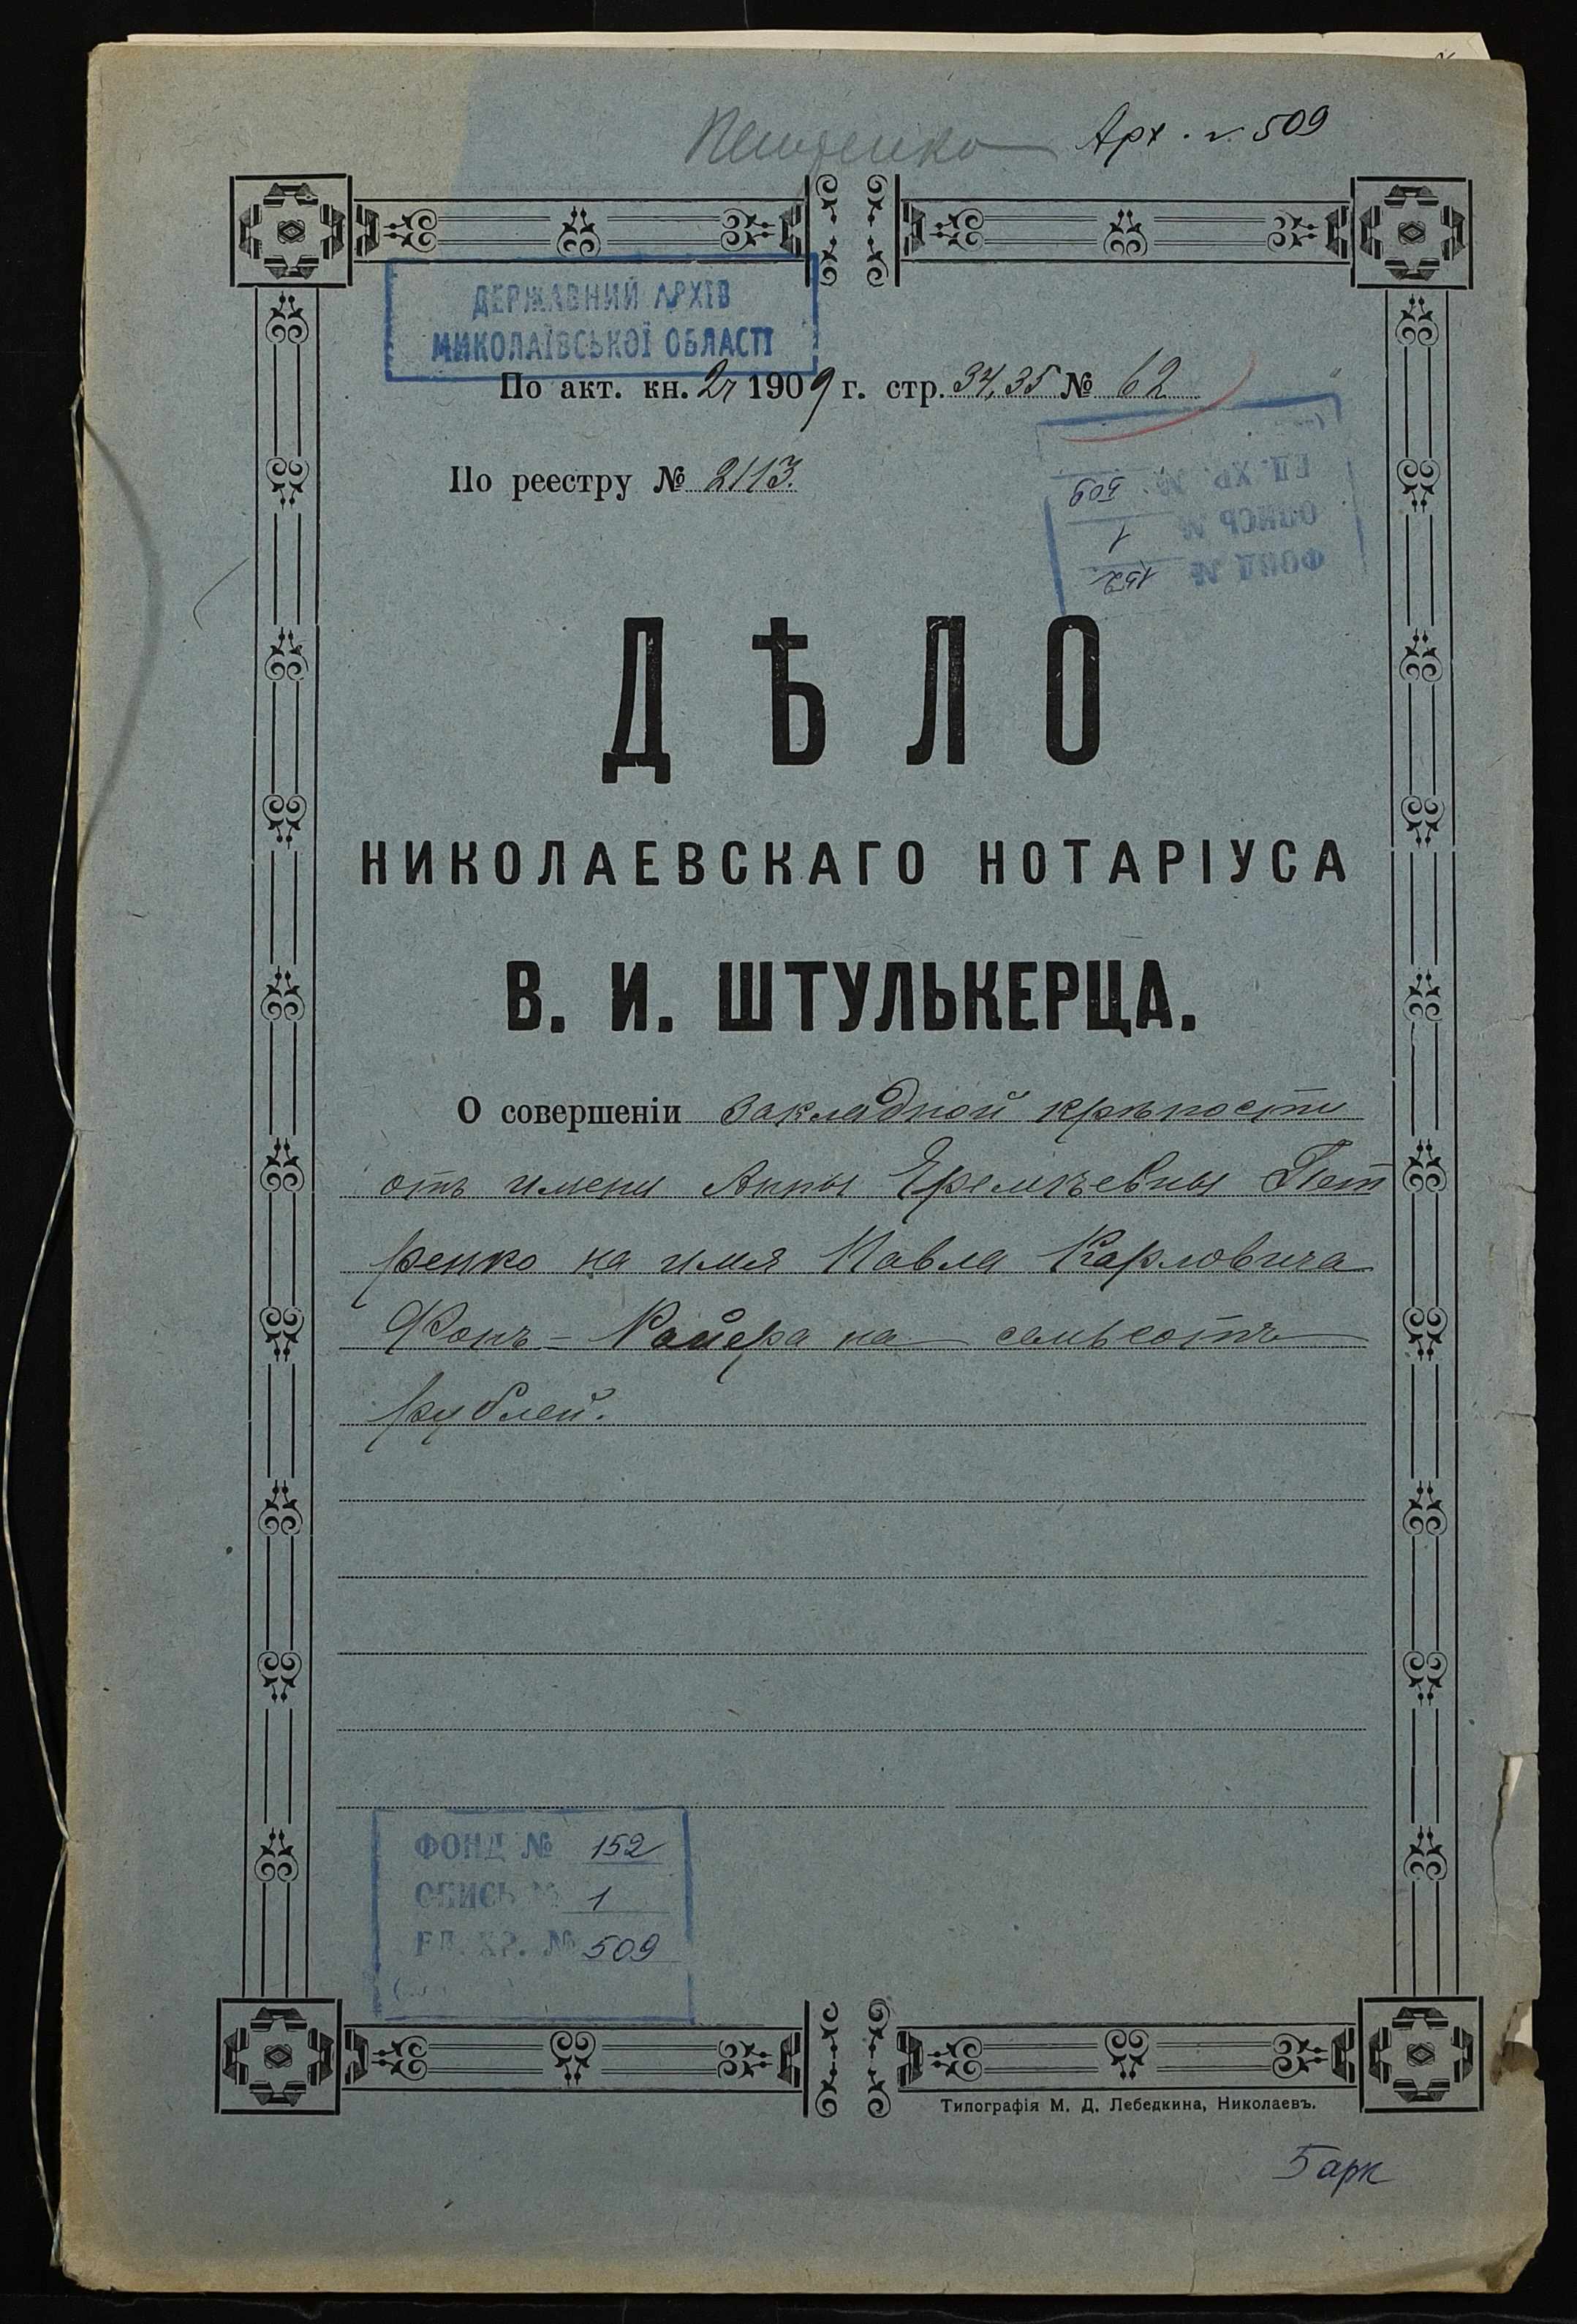 Арх. № 509
ДЕРЖАВНИЙ АРХІВ
МИКОЛАЇВСЬКОЇ ОБЛАСТІ
По акт. кн. 2, 1909 г. стр. 34,35 № 62
По реестру № 2113.
ЕД. ХР. № 509
ОПИСЬ № 1
ФОНД № 152
ДѢЛО
НИКОЛАЕВСКАГО НОТАРІУСА
В. И. ШТУЛЬКЕРЦА.
О совершеніи закладной крѣпости
отъ имени Анны Еремѣевны Пет
ренко на имя Павла Карловича
Фонъ-Райера на семьсотъ
рублей.
ФОНД № 152
ОПИСЬ № 1
ЕД. ХР. № 509
Типографія М. Д. Лебедкина, Николаевъ.
5 арк